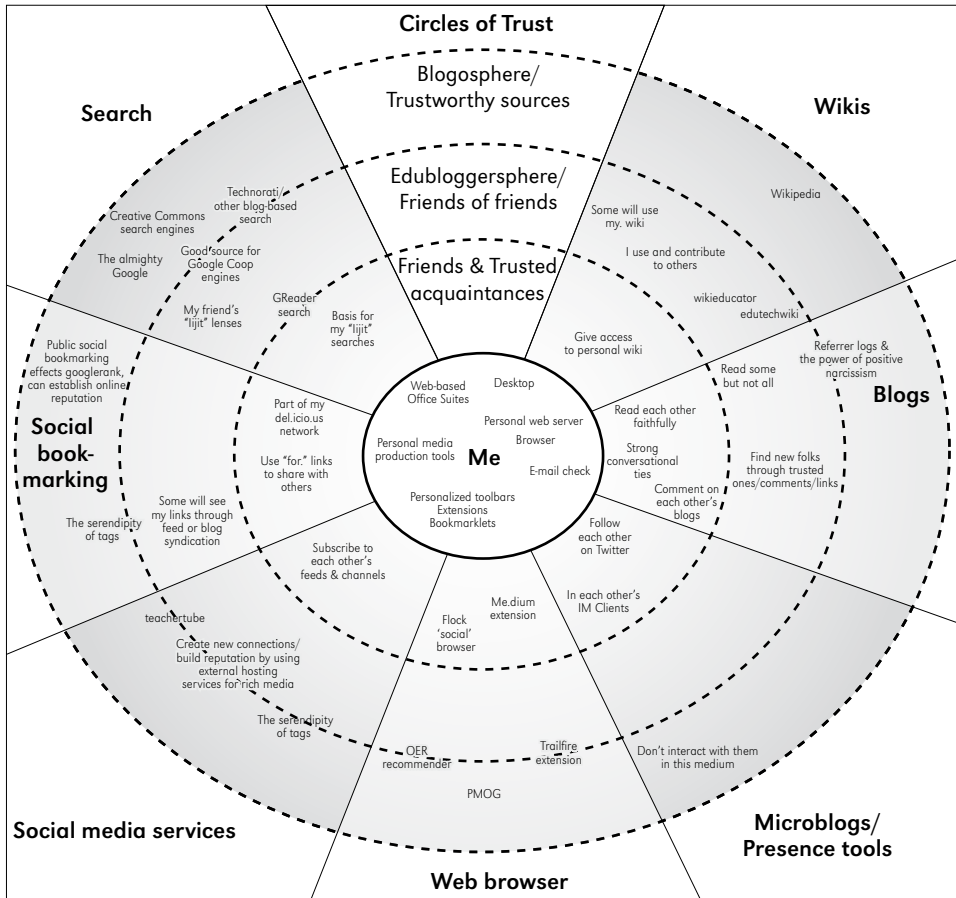 Circles of Trust
Blogosphere/
Trustworthy sources
Edubloggersphere/
Friends of friends
Friends & Trusted
acquaintances
Search
Technorati/
other blog-based
search
Creative Commons
search engines
The almighty
Google
Good source for
Google Coop
engines
My friend's
"lijit" lenses
GReader
search
Basis for
my "lijit"
searches
Wikis
Wikipedia
Some will use
my. wiki
I use and contribute
to others
wikieducator
edutechwiki
Give access
to personal wiki
Blogs
Referrer logs &
the power of positive
narcissism
Read some
but not all
Read each other
faithfully
Strong
conversational
ties
Comment on
each other's
blogs
Find new folks
through trusted
ones/comments/links
Me
Web-based
Office Suites
Desktop
Personal web server
Browser
Personal media
production tools
E-mail check
Personalized toolbars
Extensions
Bookmarklets
Social
book-
marking
Public social
bookmarking
effects googlerank,
can establish online
reputation
Part of my
del.icio.us
network
Use "for:" links
to share with
others
Some will see
my links through
feed or blog
syndication
The serendipity
of tags
Social media services
Subscribe to
each other's
feeds & channels
teachertube
Create new connections/
build reputation by using
external hosting
services for rich media
The serendipity
of tags
Web browser
Me.dium
extension
Flock
'social'
browser
OER
recommender
Trailfire
extension
PMOG
Microblogs/
Presence tools
Follow
each other
on Twitter
In each other's
IM Clients
Don't interact with them
in this medium